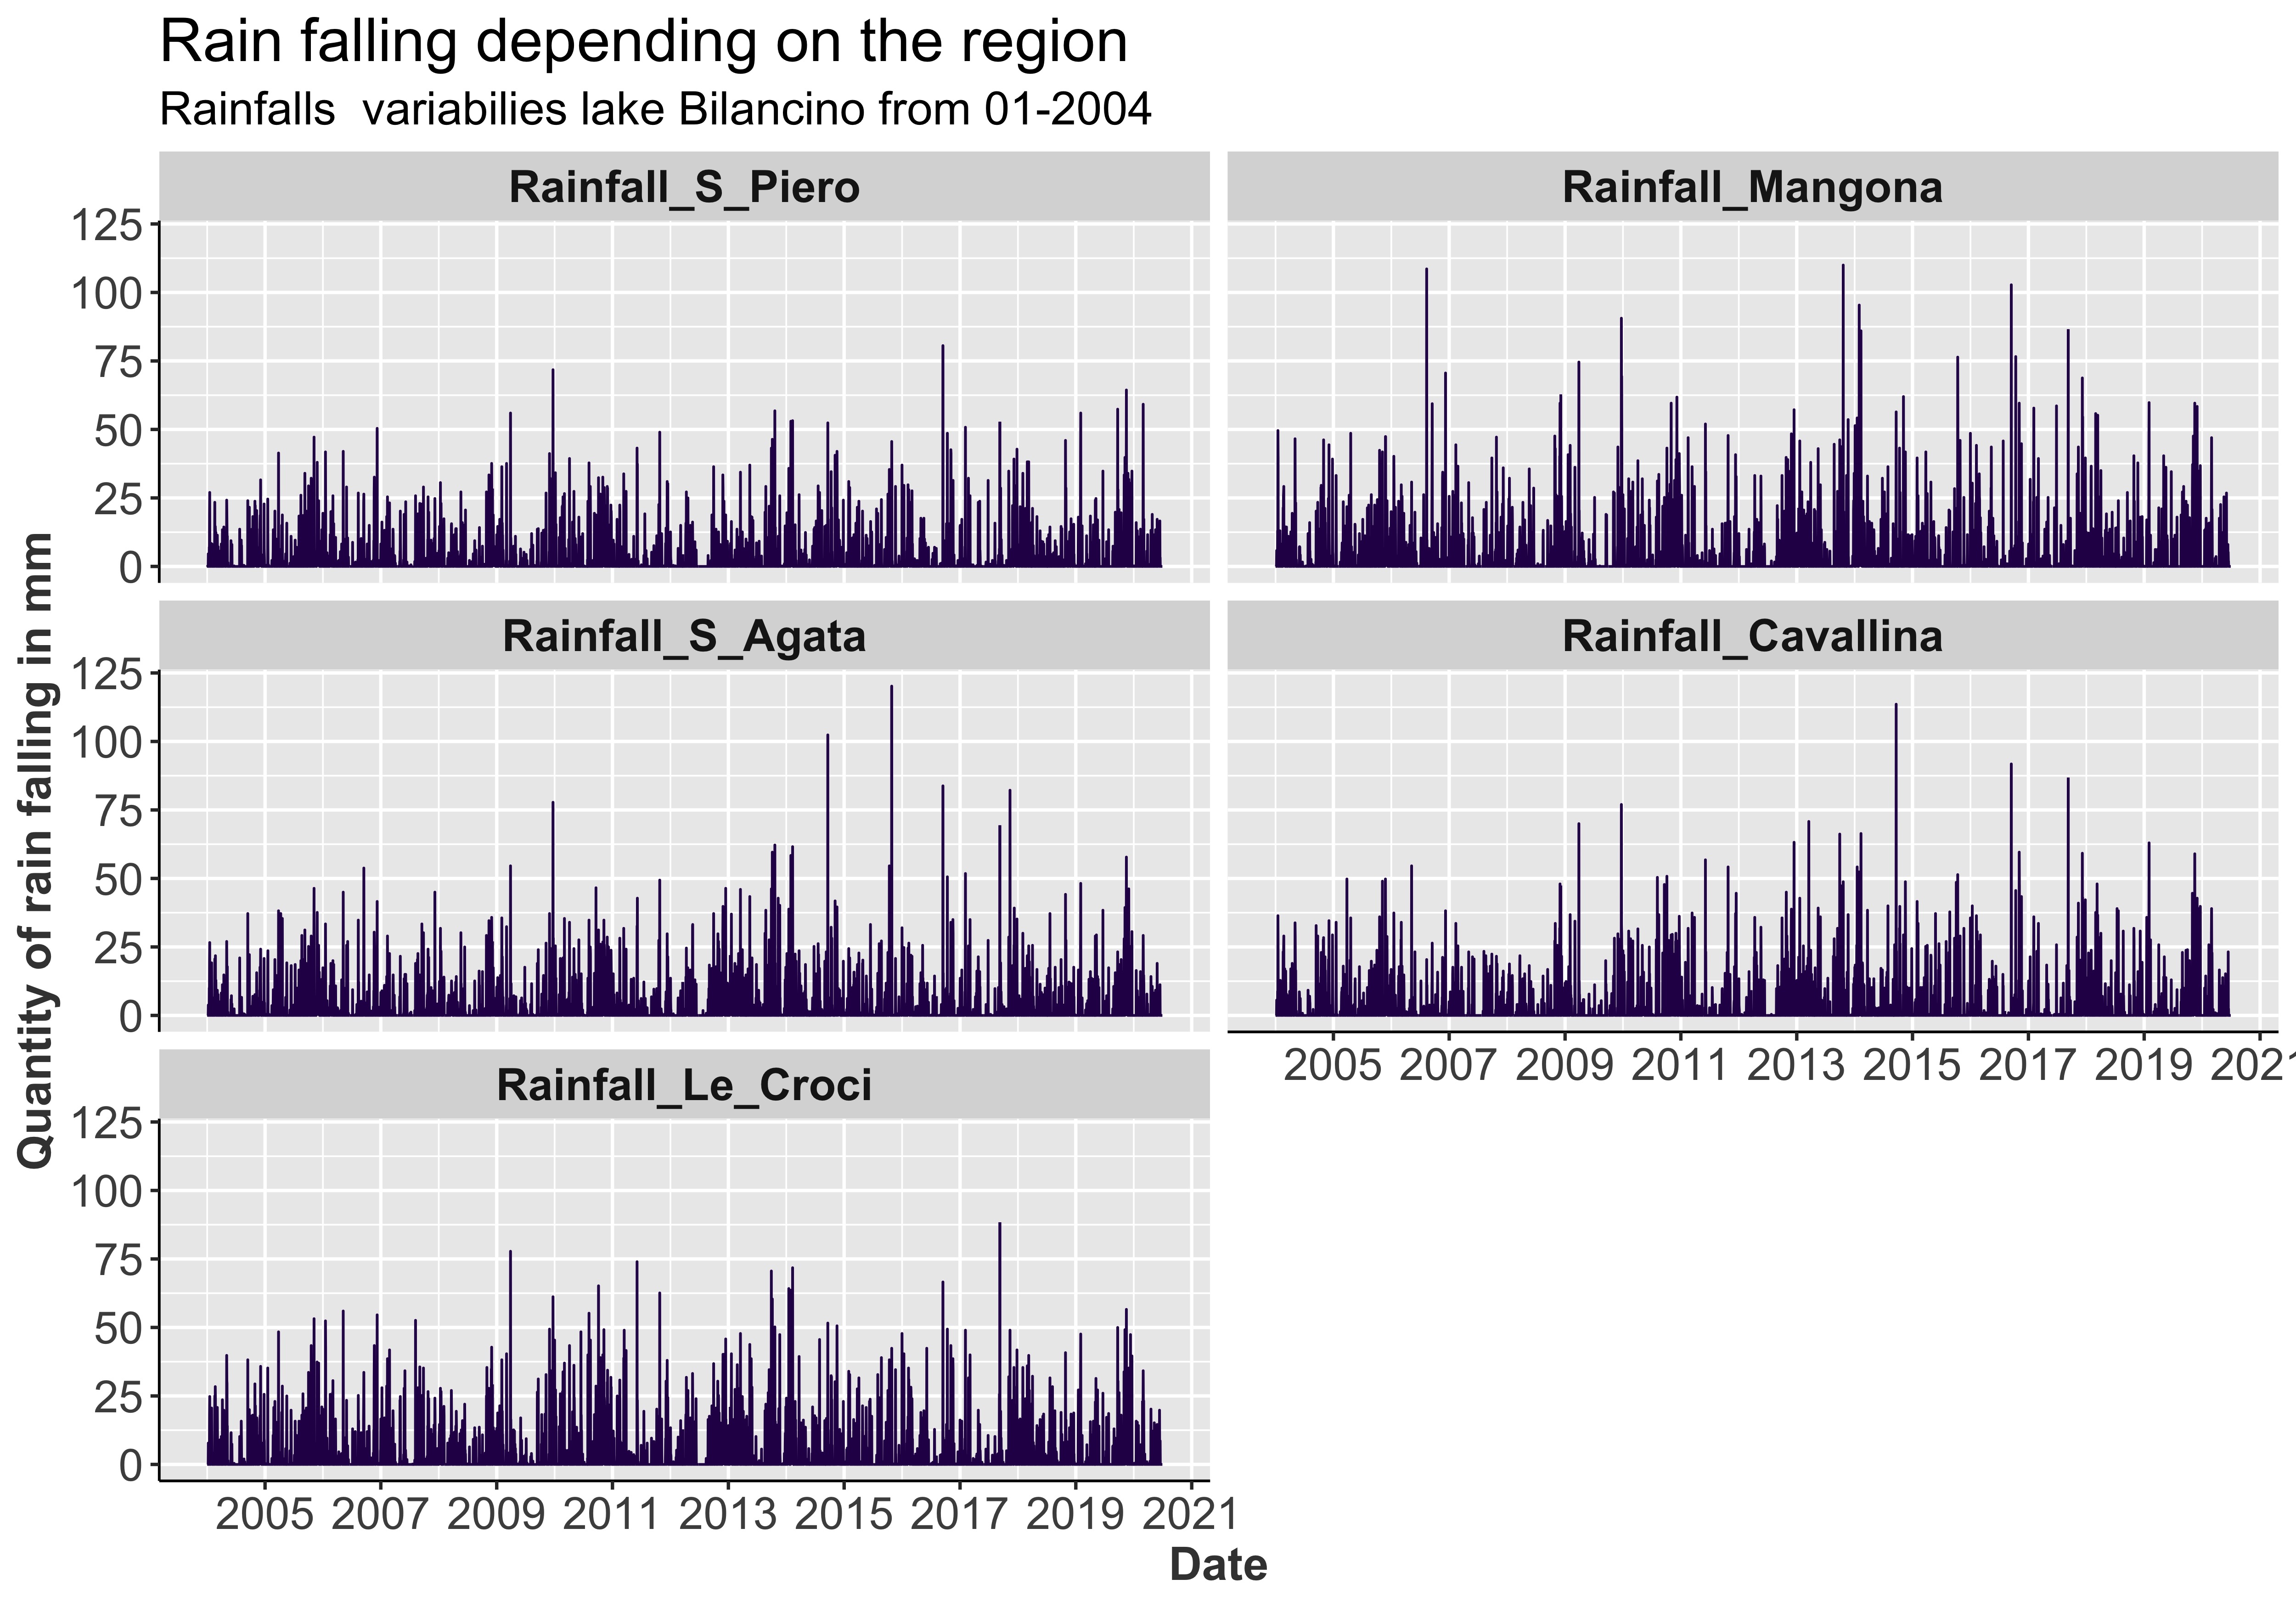 Rain falling depending on the region
Rainfalls  variabilies lake Bilancino from 01-2004
Rainfall_S_Piero
Rainfall_Mangona
125
100
75
50
25
0
Rainfall_S_Agata
Rainfall_Cavallina
125
100
75
50
25
0
2005 2007 2009 2011 2013 2015 2017 2019 2021
Rainfall_Le_Croci
125
100
75
50
25
0
2005 2007 2009 2011 2013 2015 2017 2019 2021
Date
Quantity of rain falling in mm